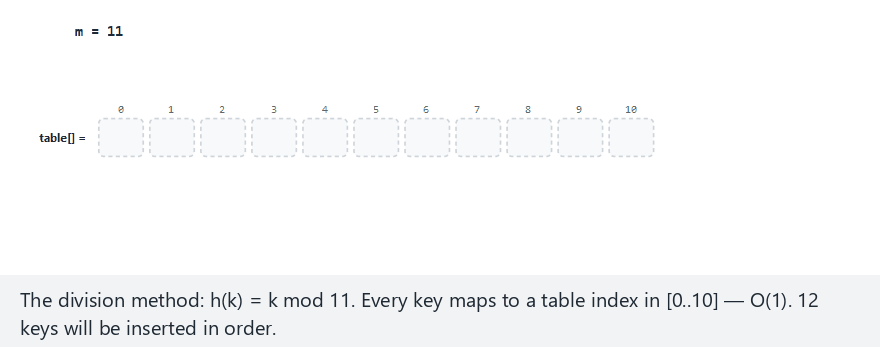 m = 11
0 1 2 3 4 5 6 7 8 9 10
table[] =
The division method: h(k) = k mod 11. Every key maps to a table index in [0..10] — O(1). 12
keys will be inserted in order.